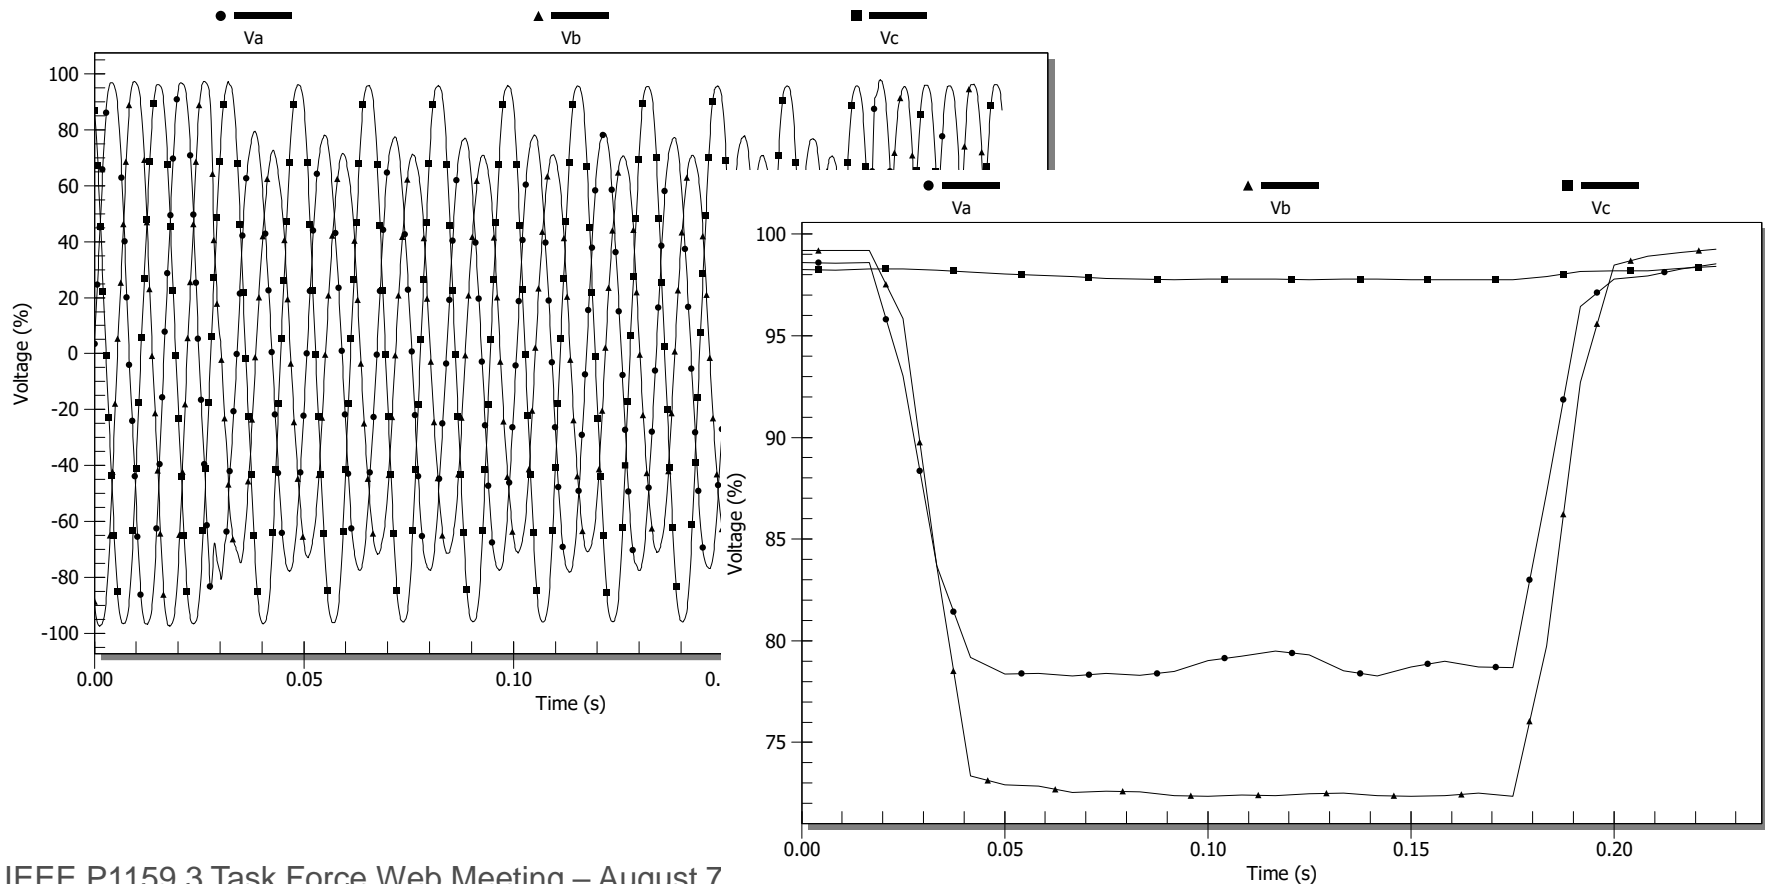 Va Vb Vc
100
80
60
40
20
0
-20
-40
-60
-80
-100
Voltage (%)
0.00 0.05 0.10 0.
Time (s)
Va Vb Vc
100
95
90
85
80
75
Voltage (%)
0.00 0.05 0.10 0.15 0.20
Time (s)
IEEE P1159.3 Task Force Web Meeting – August 7